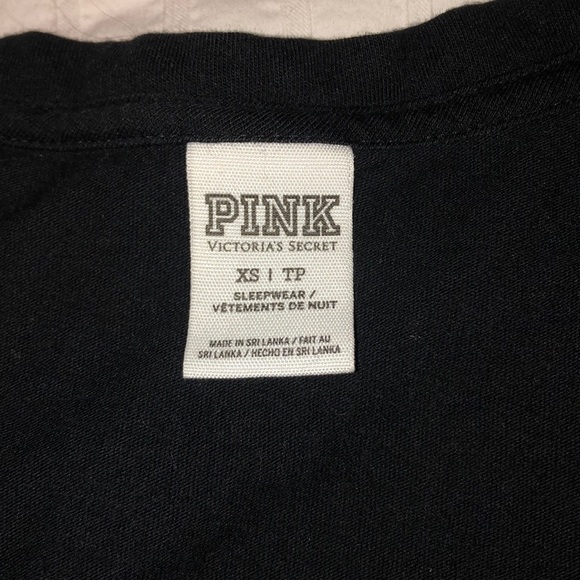 PINK
VICTORIA'S SECRET
XS | TP
SLEEPWEAR /
VÊTEMENTS DE NUIT
MADE IN SRI LANKA / FAIT AU
SRI LANKA / HECHO EN SRI LANKA